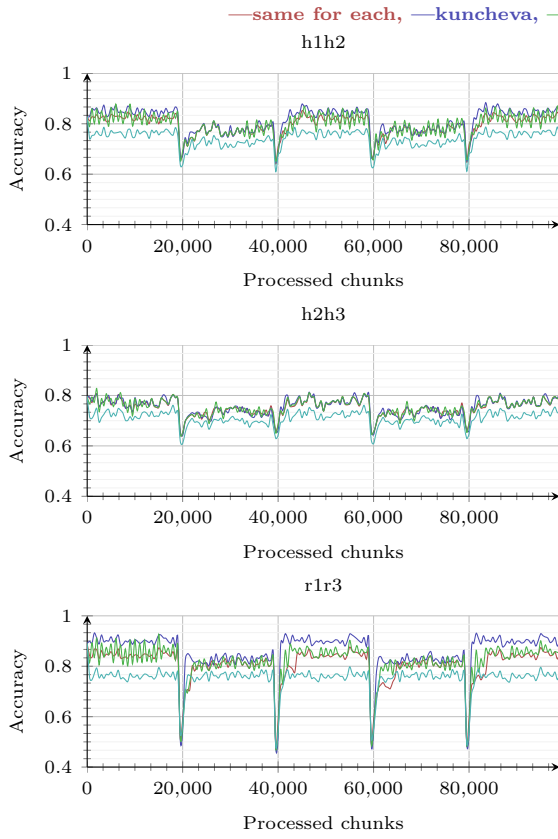 same for each, kuncheva,
h1h2
1
0.8
0.6
0.4
Accuracy
0 20,000 40,000 60,000 80,000
Processed chunks
h2h3
1
0.8
0.6
0.4
Accuracy
0 20,000 40,000 60,000 80,000
Processed chunks
r1r3
1
0.8
0.6
0.4
Accuracy
0 20,000 40,000 60,000 80,000
Processed chunks